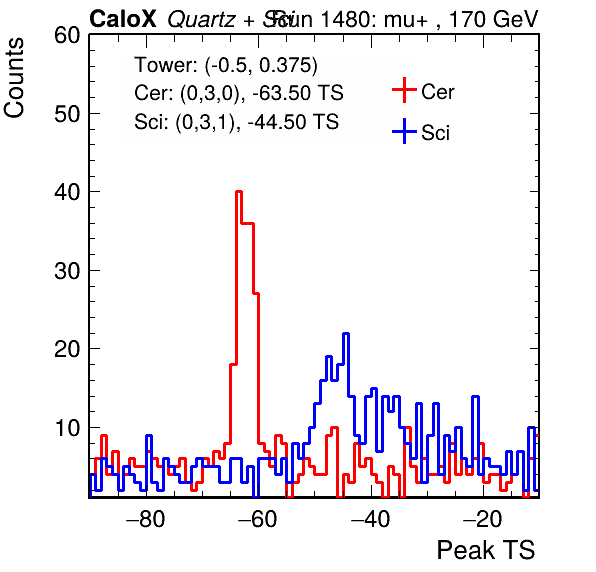 CaloX Quartz + Sci Run 1480: mu+ , 170 GeV
Counts
Tower: (-0.5, 0.375)
Cer: (0,3,0), -63.50 TS
Sci: (0,3,1), -44.50 TS
Cer
Sci
60
50
40
30
20
10
−80 −60 −40 −20
Peak TS